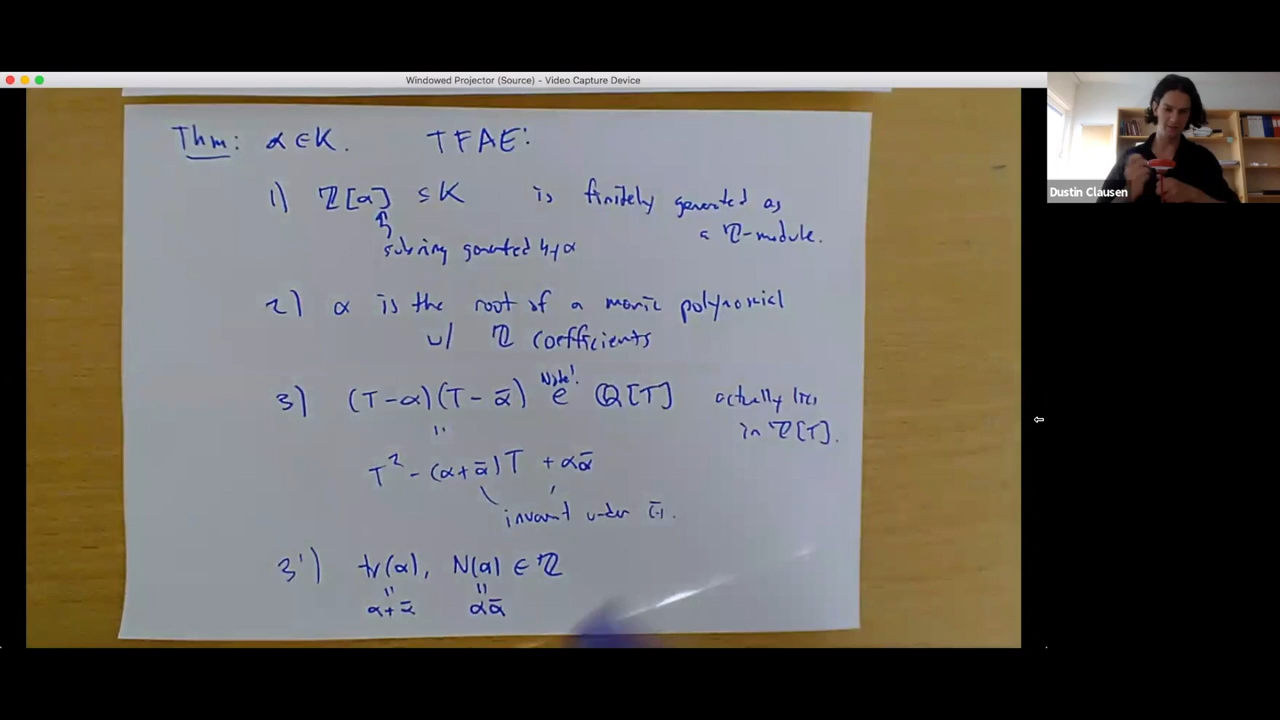 Windowed Projector (Source) - Video Capture Device
Thm: α ∈ K. TFAE:
1) ℤ[α] ⊆ K is finitely generated as
a ℤ-module.
subring generated by α
2) α is the root of a monic polynomial
w/ ℤ coefficients
Note!
3) (T-α)(T-ᾱ) ∈ ℚ[T] actually lies
in ℤ[T].
"
T² - (α+ᾱ)T + αᾱ
invariant under (-)‾.
3') tr(α), N(α) ∈ ℤ
" "
α+ᾱ αᾱ
Dustin Clausen